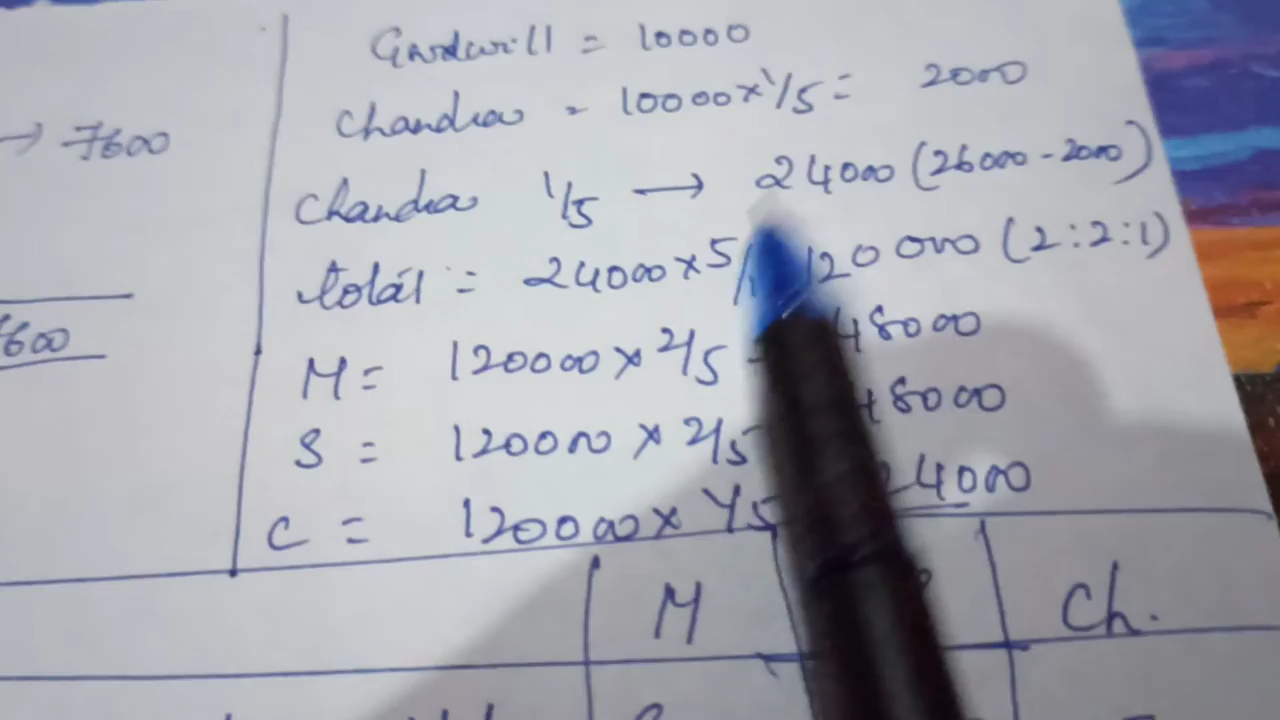 Goodwill = 10000
→ 7600
Chandra = 10000 x 1/5 = 2000
Chandra 1/5 → 24000 (26000 - 2000)
total = 24000 x 5/ 120000 (2:2:1)
600
M = 120000 x 2/5 48000
S = 120000 x 2/5 48000
C = 120000 x 1/5 24000
M Ch.